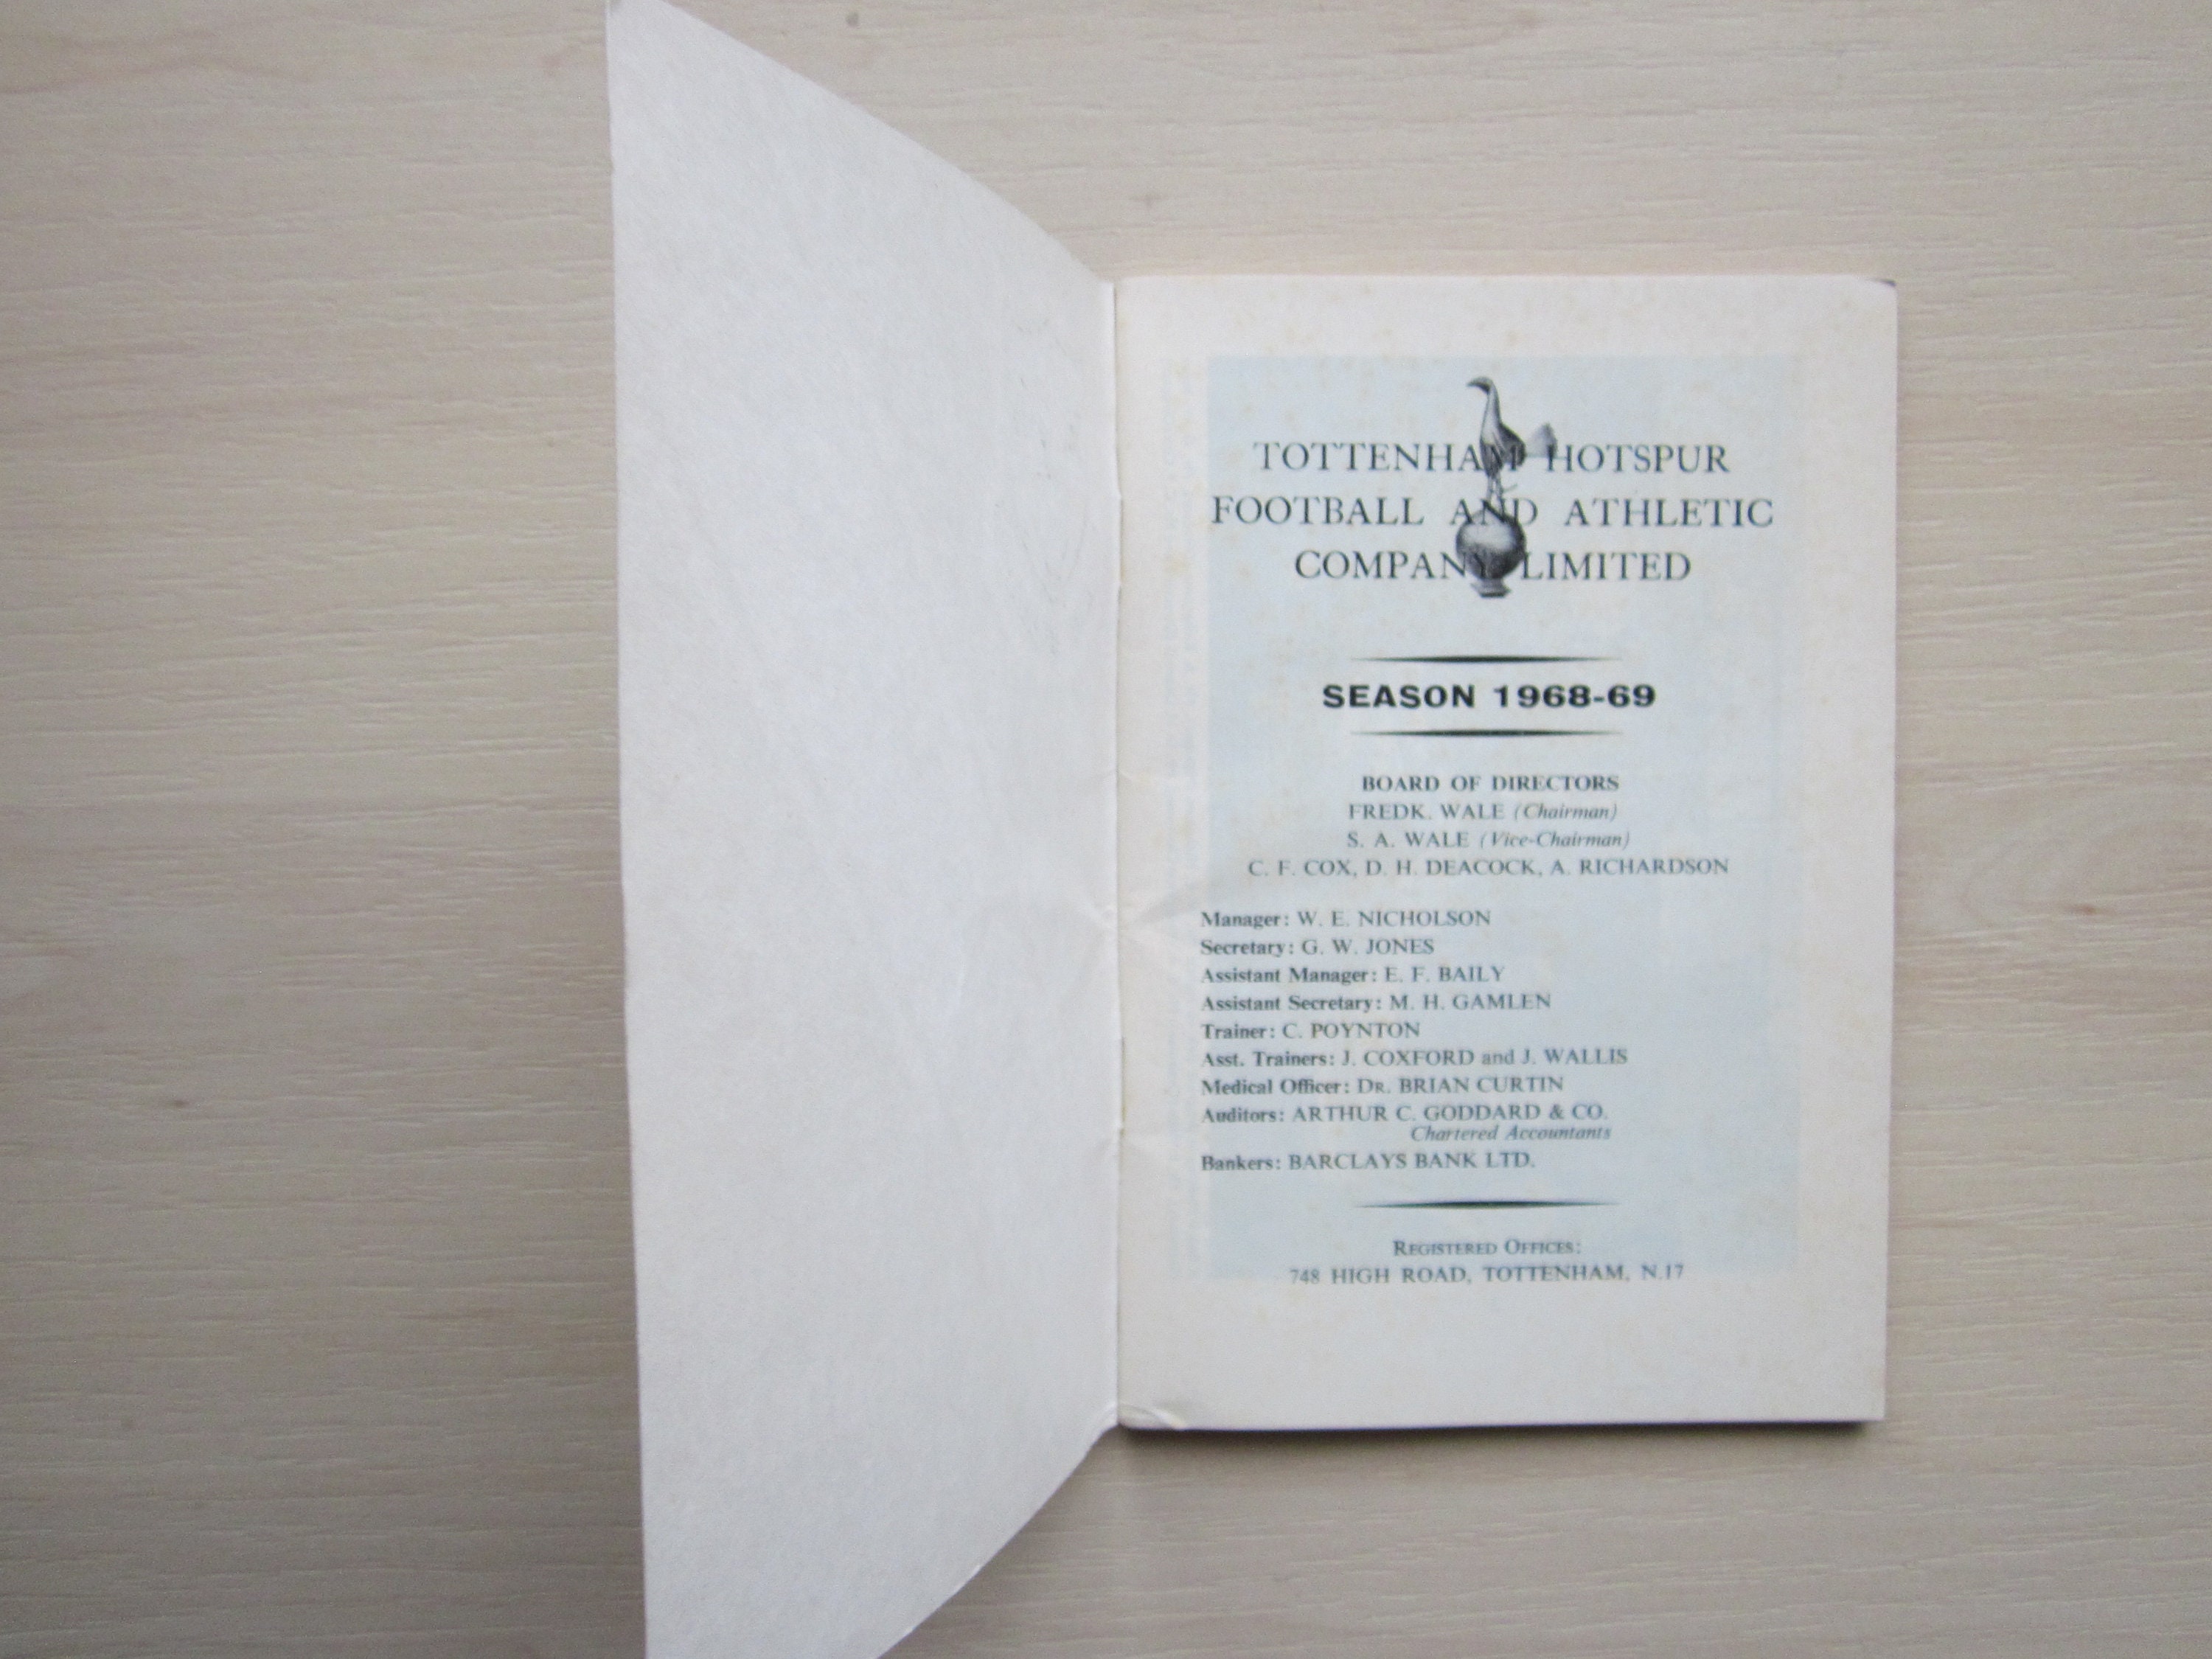 TOTTENHAM HOTSPUR
FOOTBALL AND ATHLETIC
COMPANY LIMITED
SEASON 1968-69
BOARD OF DIRECTORS
FREDK. WALE (Chairman)
S. A. WALE (Vice-Chairman)
C. F. COX, D. H. DEACOCK, A. RICHARDSON
Manager: W. E. NICHOLSON
Secretary: G. W. JONES
Assistant Manager: E. F. BAILY
Assistant Secretary: M. H. GAMLEN
Trainer: C. POYNTON
Asst. Trainers: J. COXFORD and J. WALLIS
Medical Officer: DR. BRIAN CURTIN
Auditors: ARTHUR C. GODDARD & CO.
Chartered Accountants
Bankers: BARCLAYS BANK LTD.
REGISTERED OFFICES:
748 HIGH ROAD, TOTTENHAM, N.17